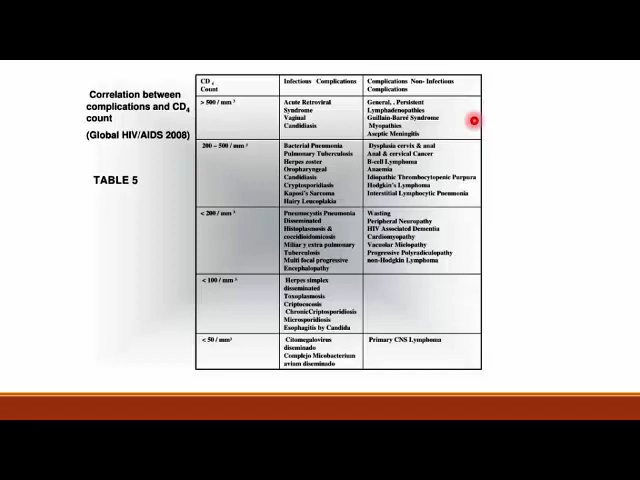 Correlation between
complications and CD4
count
(Global HIV/AIDS 2008)
TABLE 5
CD 4
Count
Infectious Complications
Complications Non- Infectious
Complications
> 500 / mm 3
Acute Retroviral
Syndrome
Vaginal
Candidiasis
General, . Persistent
Lymphadenopathies
Guillain-Barré Syndrome
Myopathies
Aseptic Meningitis
200 – 500 / mm 3
Bacterial Pneumonia
Pulmonary Tuberculosis
Herpes zoster
Oropharyngeal
Candidiasis
Cryptosporidiasis
Kaposi's Sarcoma
Hairy Leucoplakia
Dysplasia cervix & anal
Anal & cervical Cancer
B-cell Lymphoma
Anaemia
Idiopathic Thrombocytopenic Purpura
Hodgkin's Lymphoma
Interstitial Lymphocytic Pneumonia
< 200 / mm 3
Pneumocystis Pneumonia
Disseminated
Histoplasmosis &
coccidioidomicosis
Miliar y extra pulmonary
Tuberculosis
Multi focal progressive
Encephalopathy
Wasting
Peripheral Neuropathy
HIV Associated Dementia
Cardiomyopathy
Vacuolar Mielopathy
Progressive Polyradiculopathy
non-Hodgkin Lymphoma
< 100 / mm 3
Herpes simplex
disseminated
Toxoplasmosis
Criptococosis
ChronicCriptosporidiosis
Microsporidiosis
Esophagitis by Candida
< 50 / mm3
Citomegalovirus
diseminado
Complejo Micobacterium
avium diseminado
Primary CNS Lymphoma